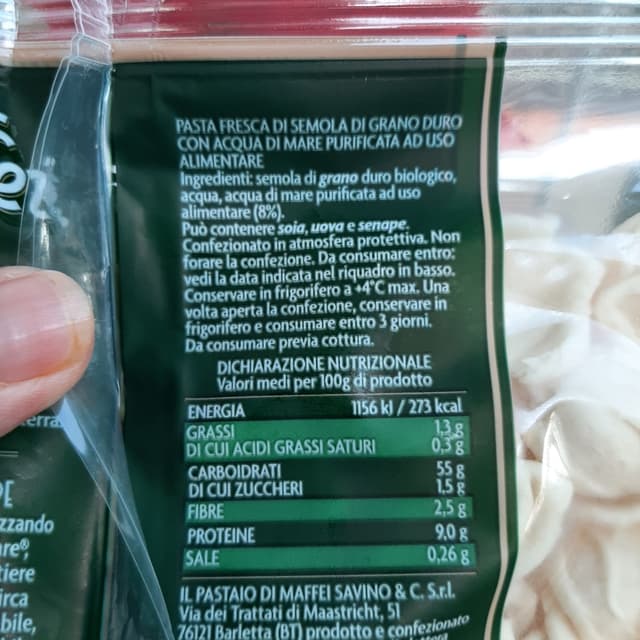 PASTA FRESCA DI SEMOLA DI GRANO DURO
CON ACQUA DI MARE PURIFICATA AD USO
ALIMENTARE
Ingredienti: semola di grano duro biologico,
acqua, acqua di mare purificata ad uso
alimentare (8%).
Può contenere soia, uova e senape.
Confezionato in atmosfera protettiva. Non
forare la confezione. Da consumare entro:
vedi la data indicata nel riquadro in basso.
Conservare in frigorifero a +4°C max. Una
volta aperta la confezione, conservare in
frigorifero e consumare entro 3 giorni.
Da consumare previa cottura.
DICHIARAZIONE NUTRIZIONALE
Valori medi per 100g di prodotto
ENERGIA 1156 kJ / 273 kcal
GRASSI 1,3 g
DI CUI ACIDI GRASSI SATURI 0,3 g
CARBOIDRATI 55 g
DI CUI ZUCCHERI 1,5 g
FIBRE 2,5 g
PROTEINE 9,0 g
SALE 0,26 g
IL PASTAIO DI MAFFEI SAVINO & C. S.r.l.
Via dei Trattati di Maastricht, 51
76121 Barletta (BT) prodotto e confezionato
zzando
are®,
tiere
irca
bile,